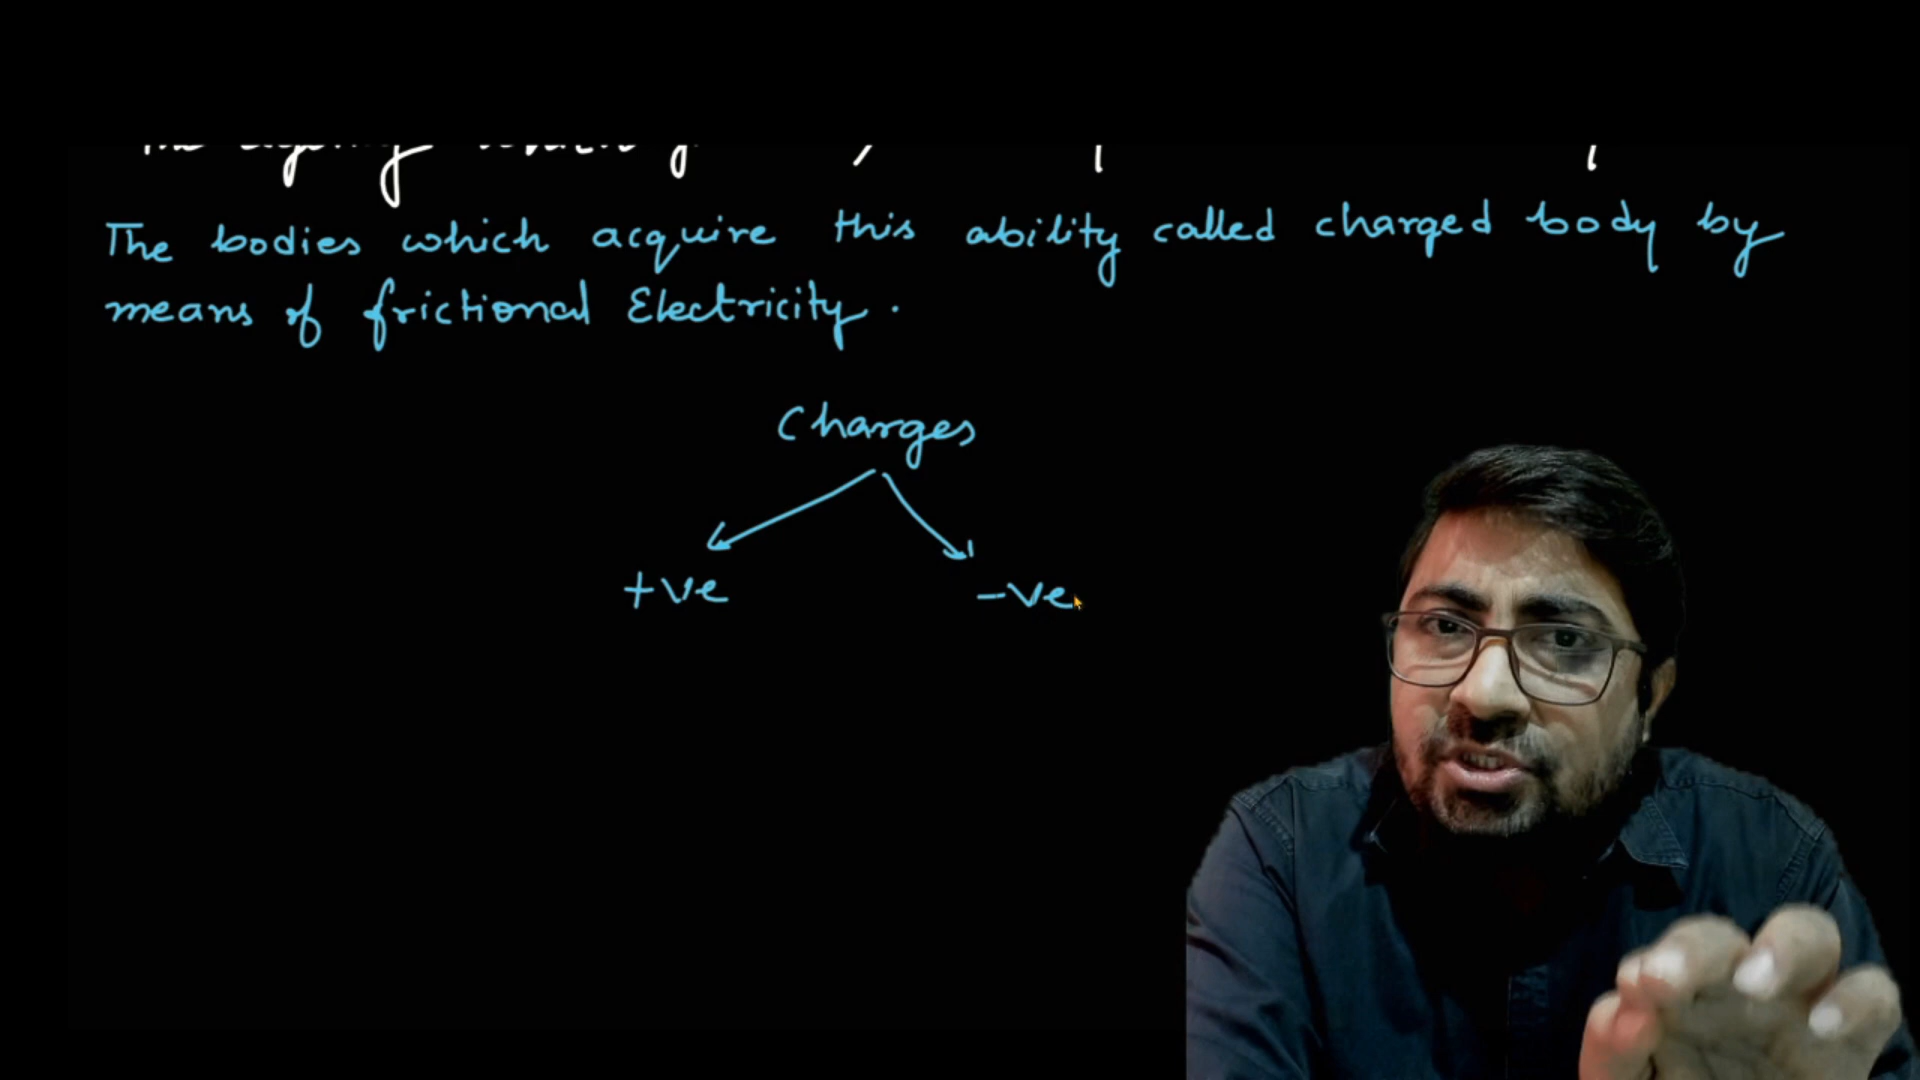 The bodies which acquire this ability called charged body by
means of frictional Electricity.
Charges
+ve -ve